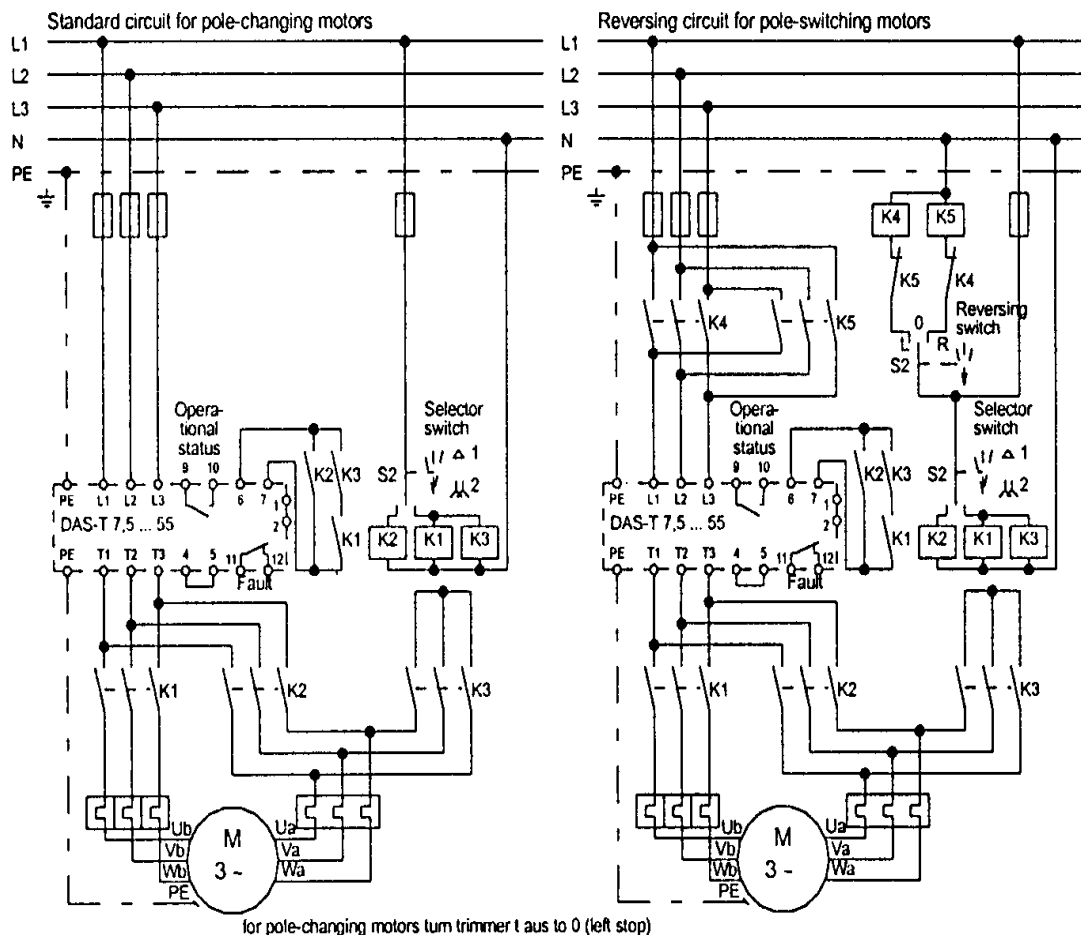 Standard circuit for pole-changing motors
L1
L2
L3
N
PE
Opera-
tional
status
9 10 6 7
Selector
switch
K2 K3
S2
△ 1
2
PE L1 L2 L3
1
2
DAS-T 7,5 ... 55
K1
K2 K1 K3
PE T1 T2 T3 4 5 11 12
Fault
K1 K2 K3
Ub
Vb
Wb
PE
M
3 ~
Ua
Va
Wa
Reversing circuit for pole-switching motors
L1
L2
L3
N
PE
K4 K5
K5 K4
K4 K5
0
L R
S2
Reversing
switch
Opera-
tional
status
9 10 6 7
Selector
switch
K2 K3
S2
△ 1
2
PE L1 L2 L3
1
2
DAS-T 7,5 ... 55
K1
K2 K1 K3
PE T1 T2 T3 4 5 11 12
Fault
K1 K2 K3
Ub
Vb
Wb
PE
M
3 ~
Ua
Va
Wa
for pole-changing motors turn trimmer t aus to 0 (left stop)